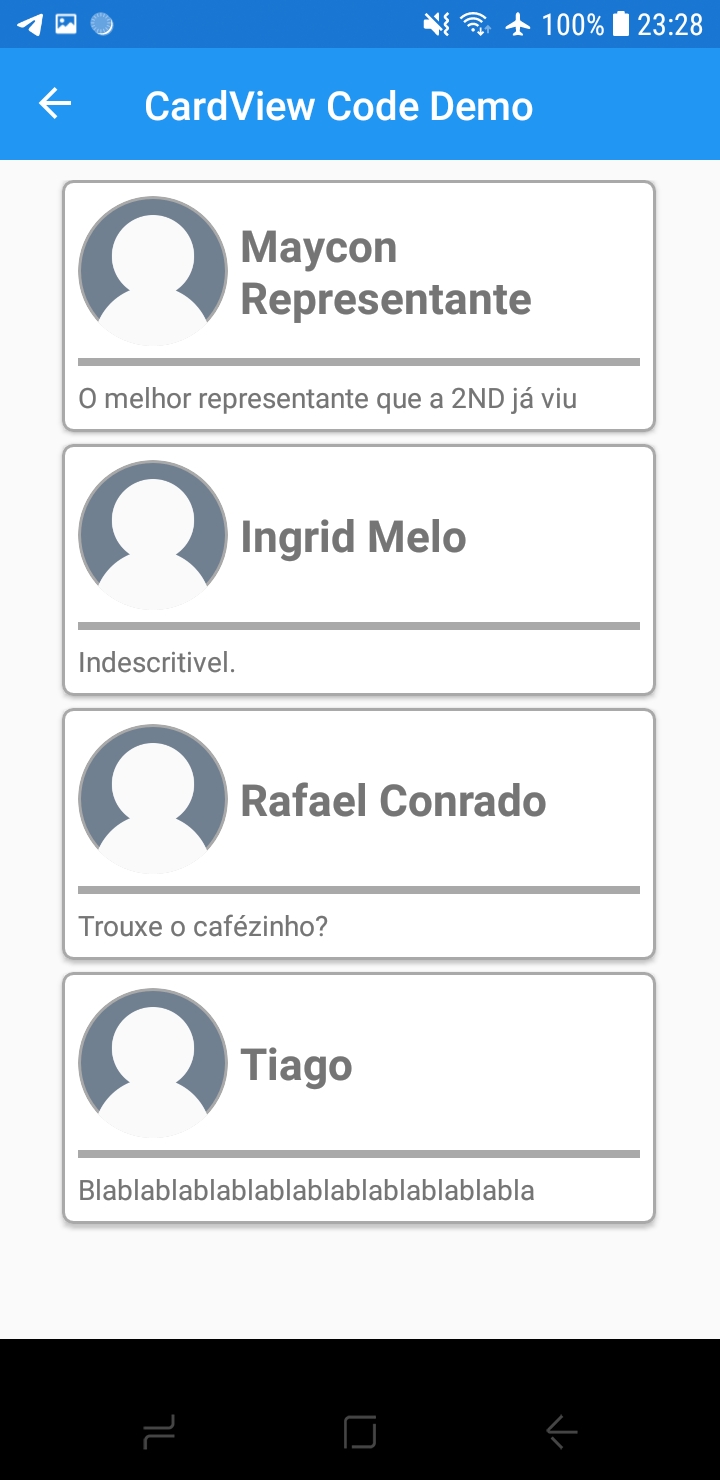 100% 23:28
CardView Code Demo
Maycon
Representante
O melhor representante que a 2ND já viu
Ingrid Melo
Indescritivel.
Rafael Conrado
Trouxe o cafézinho?
Tiago
Blablablablablablablablablablablabla